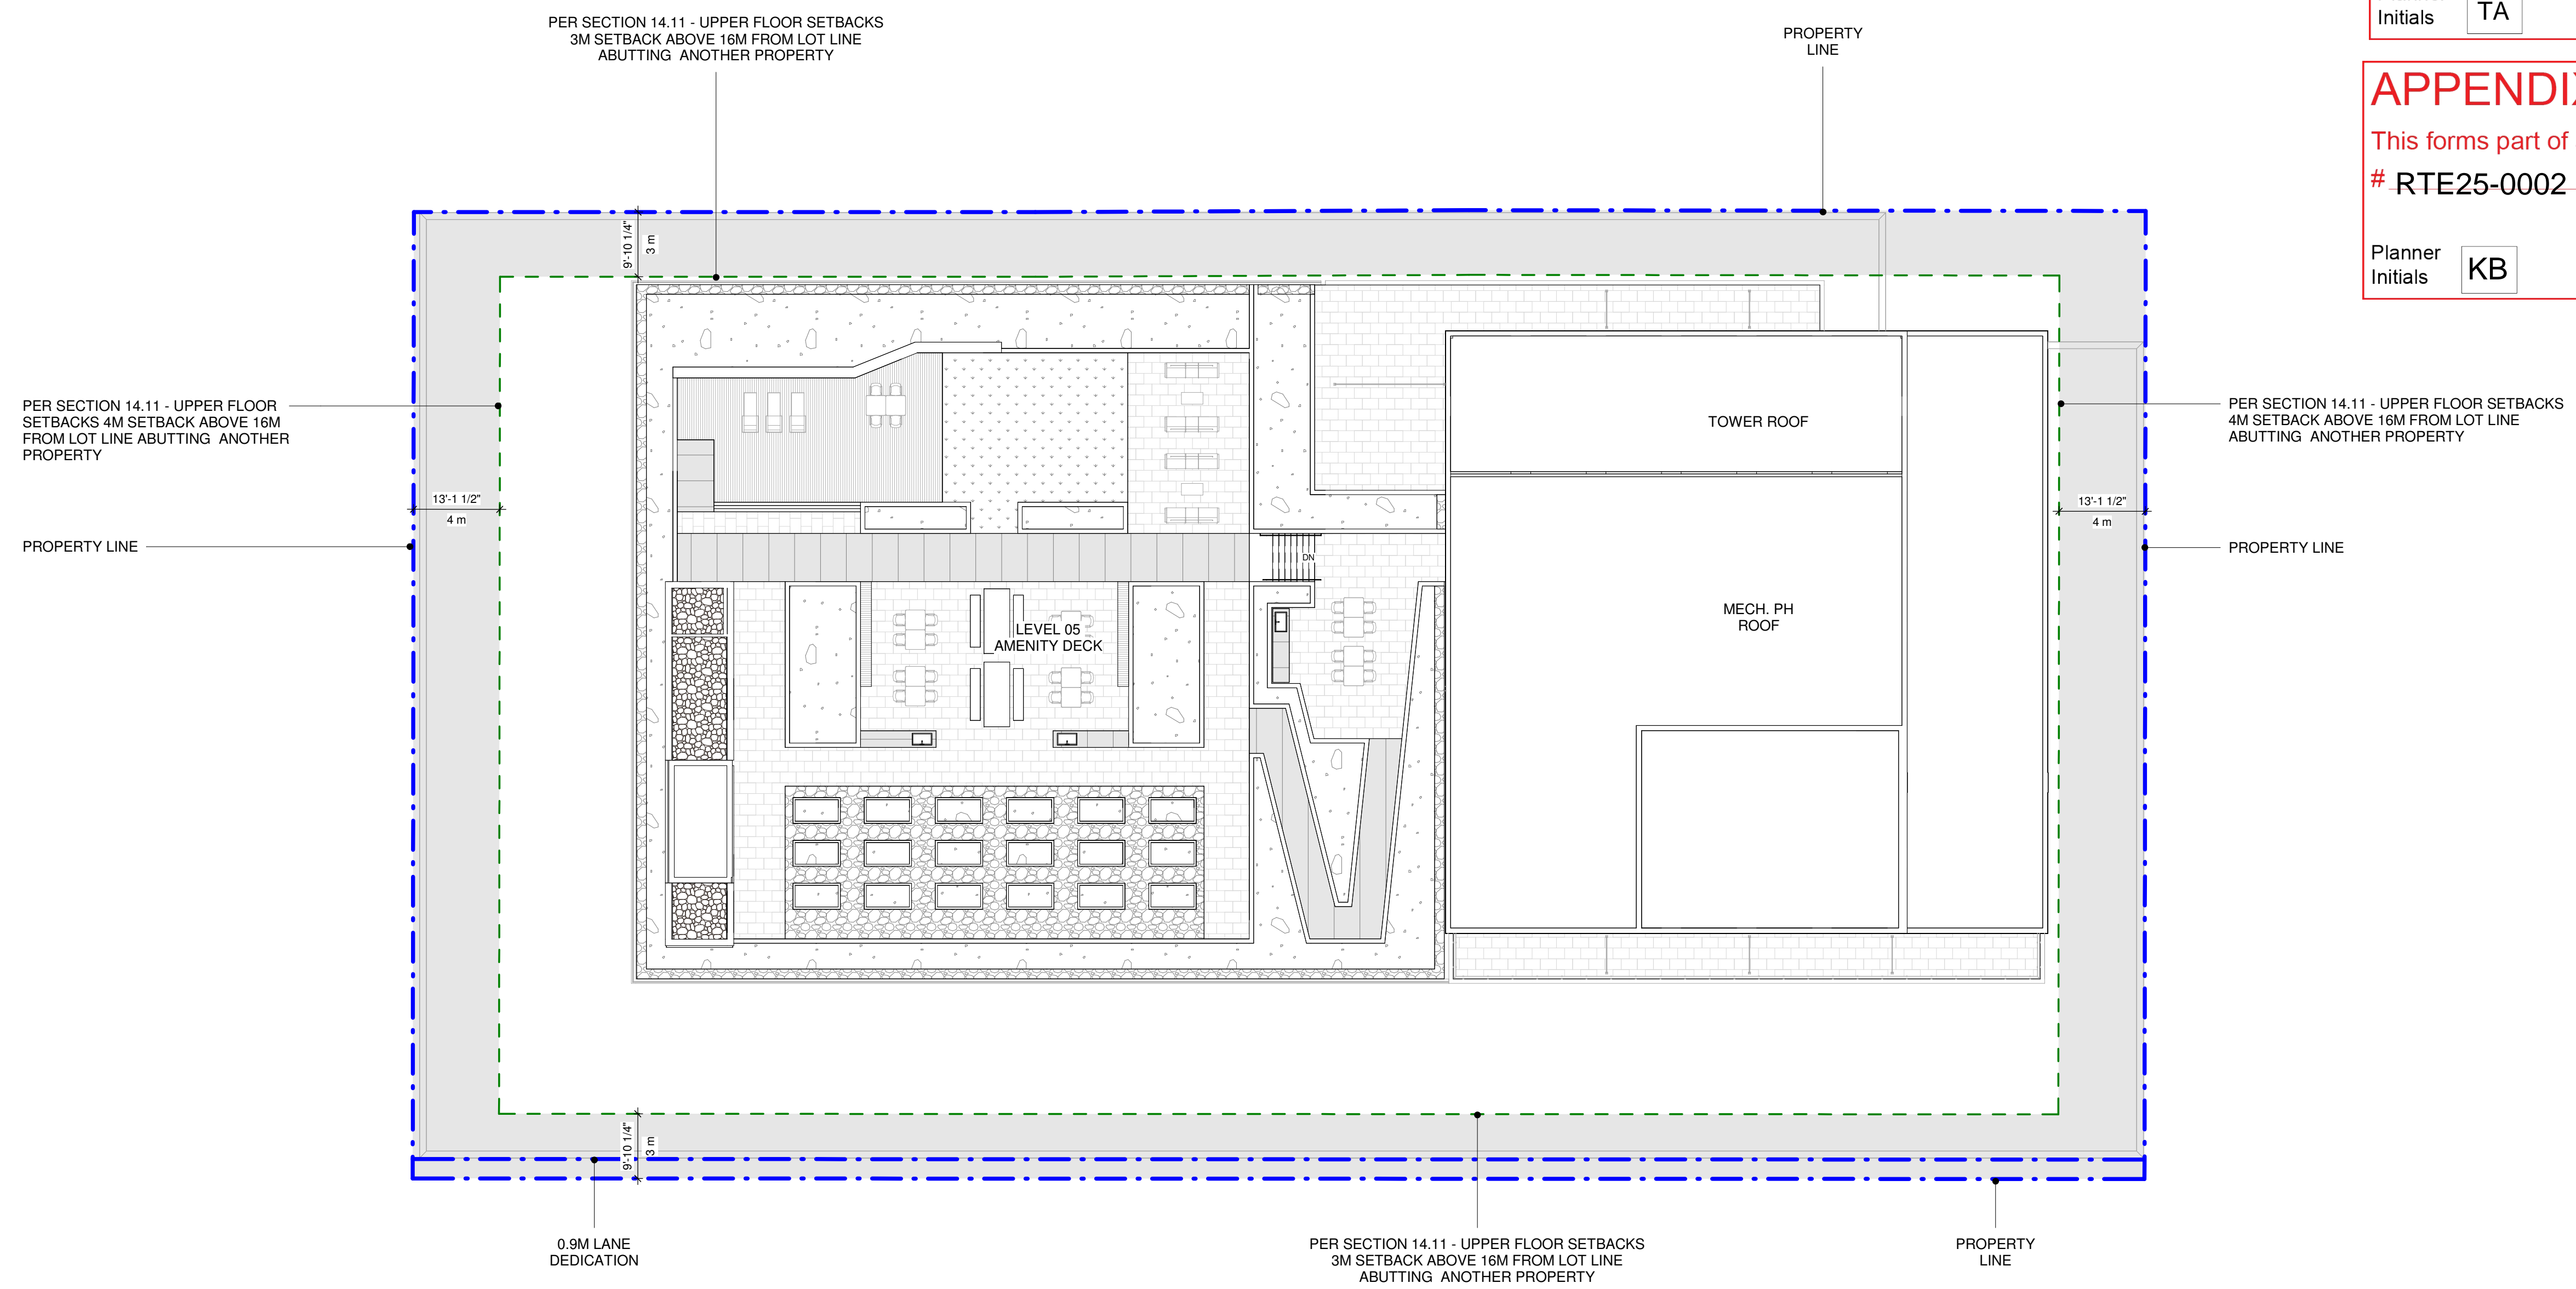 PER SECTION 14.11 - UPPER FLOOR SETBACKS
3M SETBACK ABOVE 16M FROM LOT LINE
ABUTTING ANOTHER PROPERTY
PROPERTY
LINE
Initials
TA
APPENDIX
This forms part of
# RTE25-0002
Planner
Initials
KB
9'-10 1/4"
3 m
PER SECTION 14.11 - UPPER FLOOR
SETBACKS 4M SETBACK ABOVE 16M
FROM LOT LINE ABUTTING ANOTHER
PROPERTY
13'-1 1/2"
4 m
PROPERTY LINE
TOWER ROOF
MECH. PH
ROOF
DN
LEVEL 05
AMENITY DECK
PER SECTION 14.11 - UPPER FLOOR SETBACKS
4M SETBACK ABOVE 16M FROM LOT LINE
ABUTTING ANOTHER PROPERTY
13'-1 1/2"
4 m
PROPERTY LINE
9'-10 1/4"
3 m
0.9M LANE
DEDICATION
PER SECTION 14.11 - UPPER FLOOR SETBACKS
3M SETBACK ABOVE 16M FROM LOT LINE
ABUTTING ANOTHER PROPERTY
PROPERTY
LINE